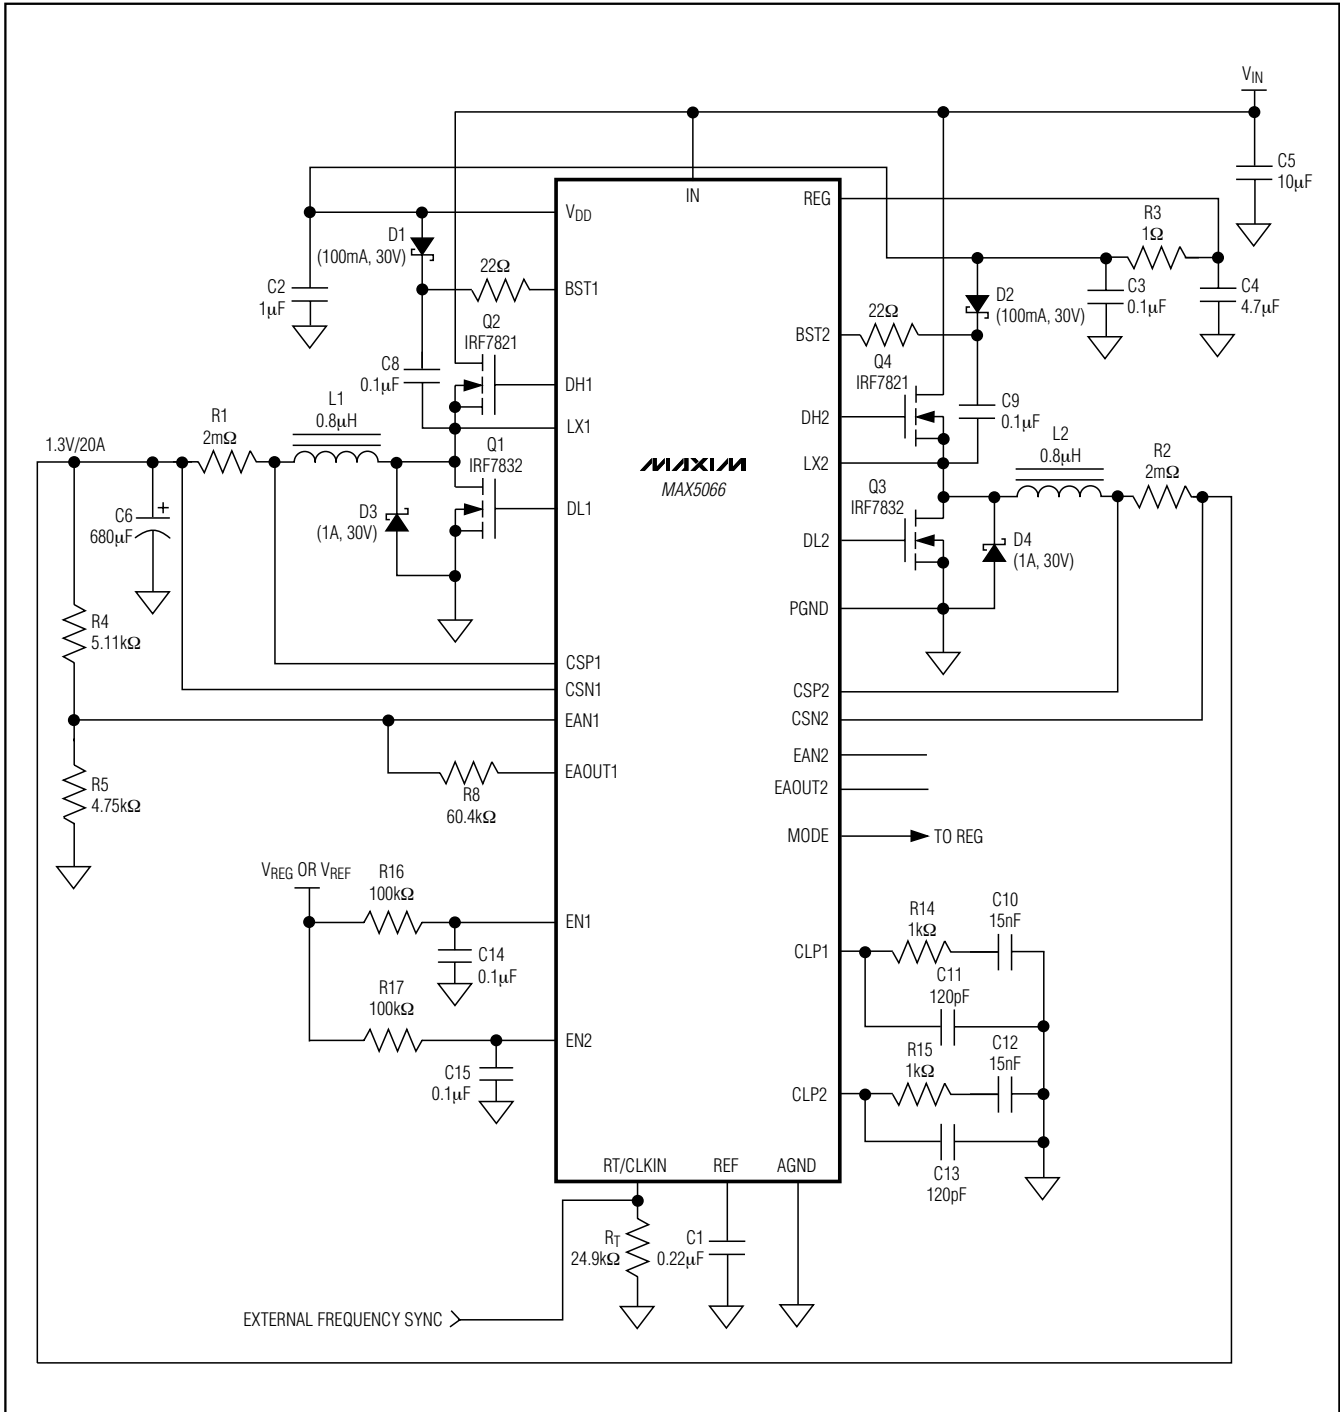 VIN
C5
10µF
IN
REG
VDD
R3
1Ω
D1
(100mA, 30V)
22Ω
BST1
C2
1µF
D2
(100mA, 30V)
C3
0.1µF
C4
4.7µF
22Ω
BST2
Q2
IRF7821
C8
0.1µF
DH1
Q4
IRF7821
C9
0.1µF
DH2
L1
0.8µH
R1
2mΩ
LX1
1.3V/20A
Q1
IRF7832
MAXIM
MAX5066
LX2
L2
0.8µH
R2
2mΩ
Q3
IRF7832
C6
680µF
+
D3
(1A, 30V)
DL1
DL2
D4
(1A, 30V)
PGND
R4
5.11kΩ
CSP1
CSN1
CSP2
CSN2
EAN1
EAN2
EAOUT1
EAOUT2
R5
4.75kΩ
R8
60.4kΩ
MODE
TO REG
VREG OR VREF
R16
100kΩ
EN1
C14
0.1µF
R17
100kΩ
EN2
C15
0.1µF
CLP1
R14
1kΩ
C10
15nF
C11
120pF
R15
1kΩ
C12
15nF
CLP2
C13
120pF
RT/CLKIN
REF
AGND
RT
24.9kΩ
C1
0.22µF
EXTERNAL FREQUENCY SYNC